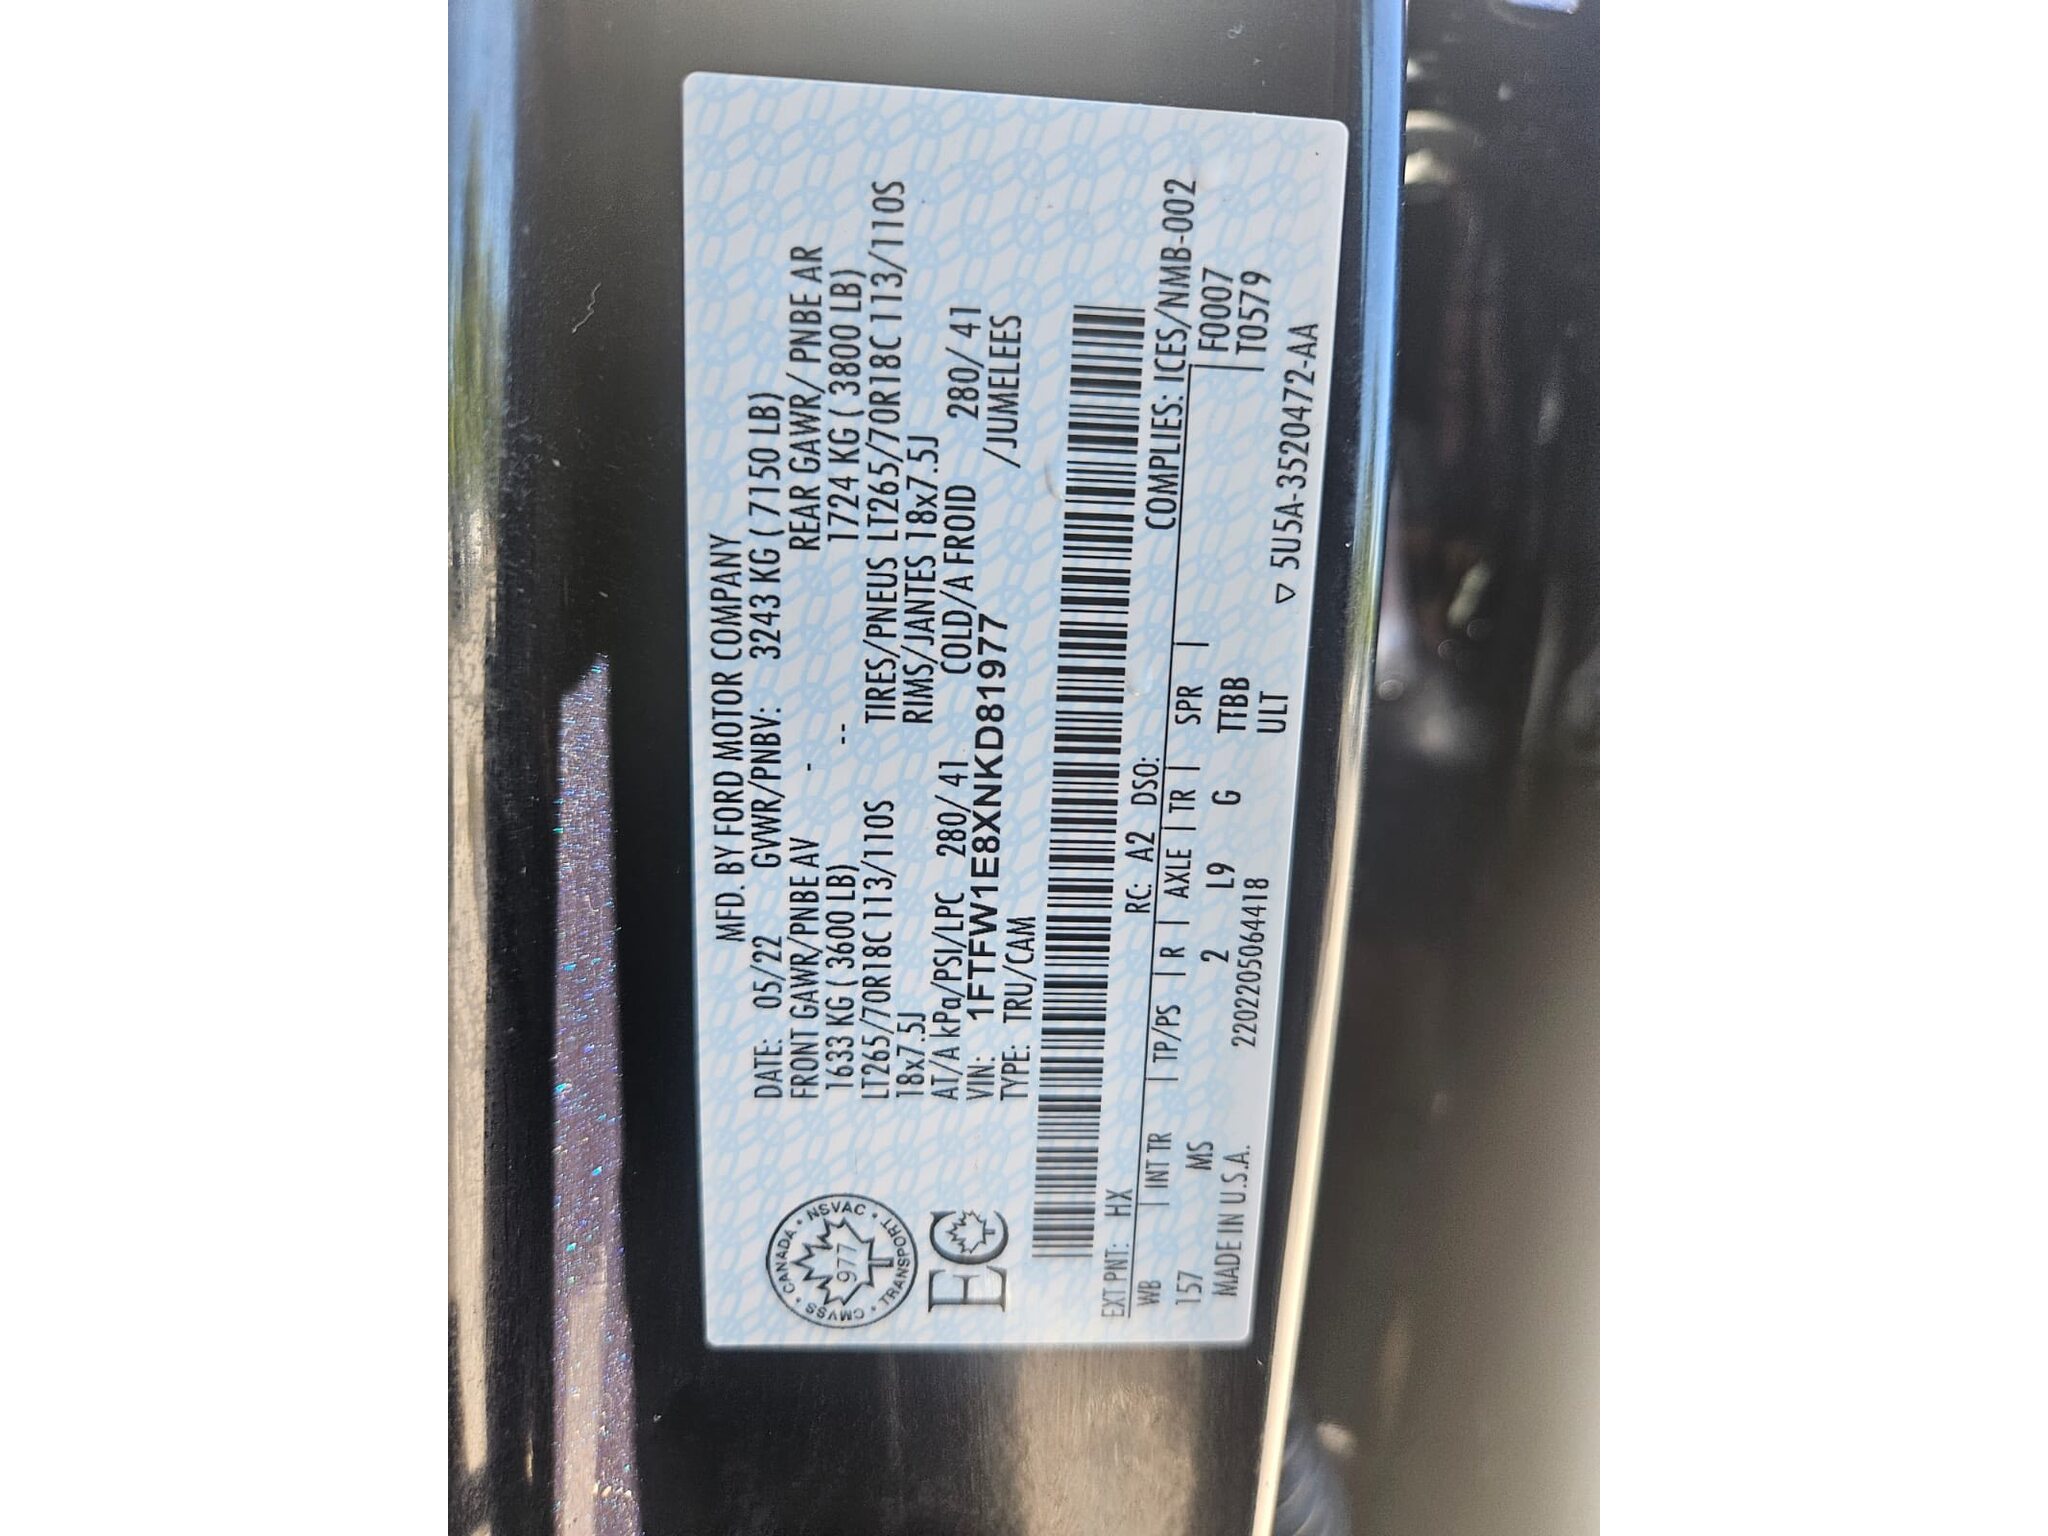 MFD. BY FORD MOTOR COMPANY
DATE: 05/22 GVWR/PNBV: 3243 KG ( 7150 LB)
FRONT GAWR/PNBE AV - REAR GAWR/ PNBE AR
1633 KG ( 3600 LB) -- 1724 KG ( 3800 LB)
LT265/70R18C 113/110S TIRES/PNEUS LT265/70R18C113/110S
18x7.5J RIMS/JANTES 18x7.5J
AT/A kPa/PSI/LPC 280/ 41 COLD/A FROID 280/ 41
VIN: 1FTFW1E8XNKD81977 /JUMELEES
TYPE: TRU/CAM
CMVSS • CANADA • NSVAC • TRANSPORT •
977
EC
EXT PNT: HX RC: A2 DSO: COMPLIES: ICES/NMB-002
WB | INT TR | TP/PS | R | AXLE | TR | SPR | F0007
157 MS 2 L9 G TTBB T0579
MADE IN U.S.A. 2202205064418 ULT
▽ 5U5A-3520472-AA